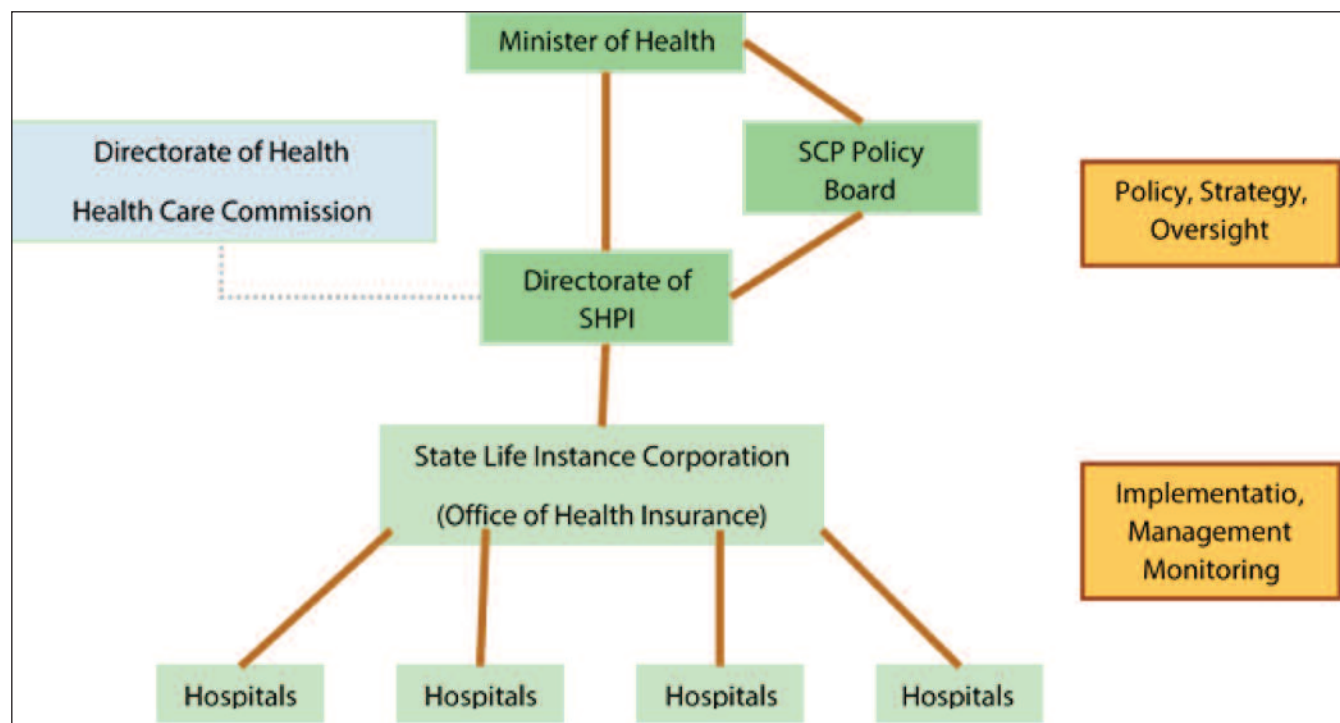 Minister of Health
Directorate of Health
Health Care Commission
SCP Policy
Board
Policy, Strategy,
Oversight
Directorate of
SHPI
State Life Instance Corporation
(Office of Health Insurance)
Implementatio,
Management
Monitoring
Hospitals
Hospitals
Hospitals
Hospitals